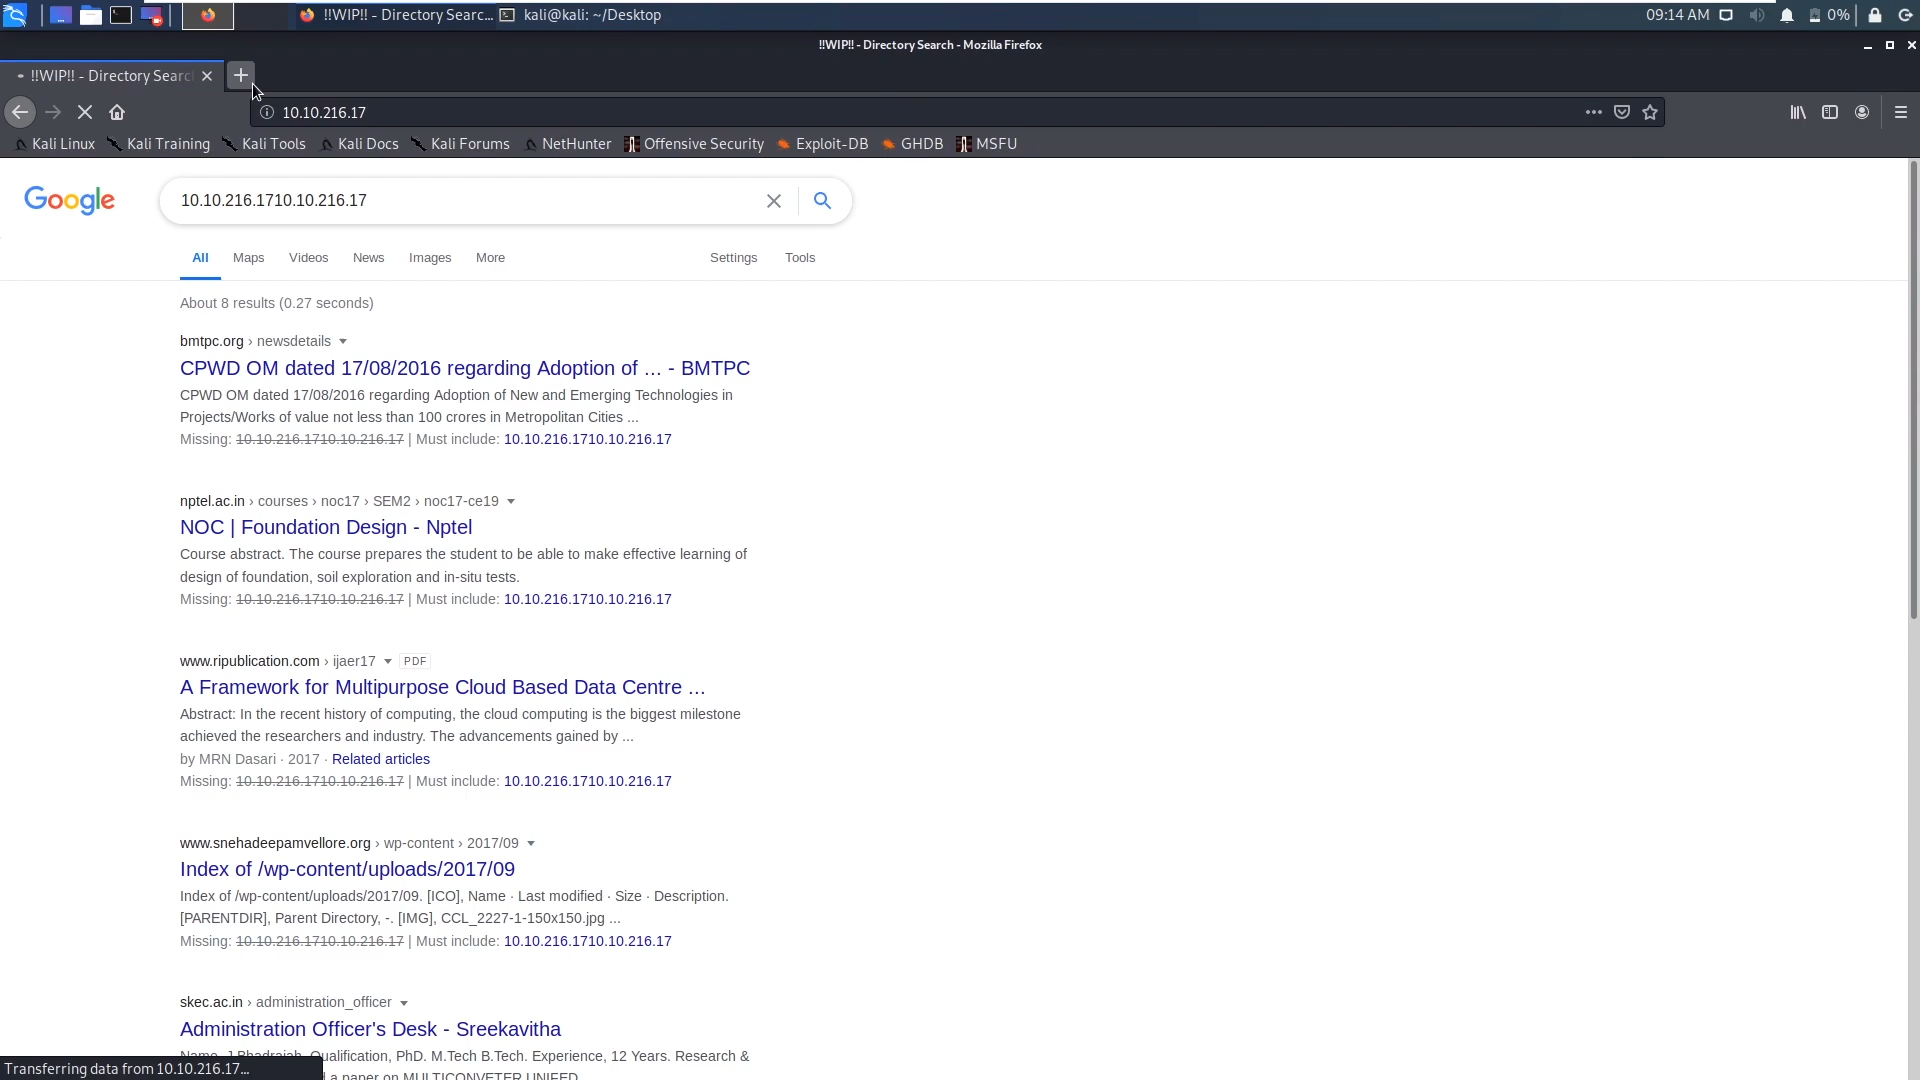 !!WIP!! - Directory Searc... kali@kali: ~/Desktop 09:14 AM 0%
!!WIP!! - Directory Search - Mozilla Firefox
!!WIP!! - Directory Searc
10.10.216.17
Kali Linux Kali Training Kali Tools Kali Docs Kali Forums NetHunter Offensive Security Exploit-DB GHDB MSFU
Google 10.10.216.1710.10.216.17
All Maps Videos News Images More Settings Tools
About 8 results (0.27 seconds)
bmtpc.org › newsdetails
CPWD OM dated 17/08/2016 regarding Adoption of ... - BMTPC
CPWD OM dated 17/08/2016 regarding Adoption of New and Emerging Technologies in
Projects/Works of value not less than 100 crores in Metropolitan Cities ...
Missing: 10.10.216.1710.10.216.17 | Must include: 10.10.216.1710.10.216.17
nptel.ac.in › courses › noc17 › SEM2 › noc17-ce19
NOC | Foundation Design - Nptel
Course abstract. The course prepares the student to be able to make effective learning of
design of foundation, soil exploration and in-situ tests.
Missing: 10.10.216.1710.10.216.17 | Must include: 10.10.216.1710.10.216.17
www.ripublication.com › ijaer17 PDF
A Framework for Multipurpose Cloud Based Data Centre ...
Abstract: In the recent history of computing, the cloud computing is the biggest milestone
achieved the researchers and industry. The advancements gained by ...
by MRN Dasari · 2017 · Related articles
Missing: 10.10.216.1710.10.216.17 | Must include: 10.10.216.1710.10.216.17
www.snehadeepamvellore.org › wp-content › 2017/09
Index of /wp-content/uploads/2017/09
Index of /wp-content/uploads/2017/09. [ICO], Name · Last modified · Size · Description.
[PARENTDIR], Parent Directory, -. [IMG], CCL_2227-1-150x150.jpg ...
Missing: 10.10.216.1710.10.216.17 | Must include: 10.10.216.1710.10.216.17
skec.ac.in › administration_officer
Administration Officer's Desk - Sreekavitha
Name, J.Bhadraiah, Qualification, PhD. M.Tech B.Tech. Experience, 12 Years. Research &
Transferring data from 10.10.216.17...
a paper on MULTICONVETER UNIFED